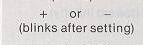 + or −
(blinks after setting)